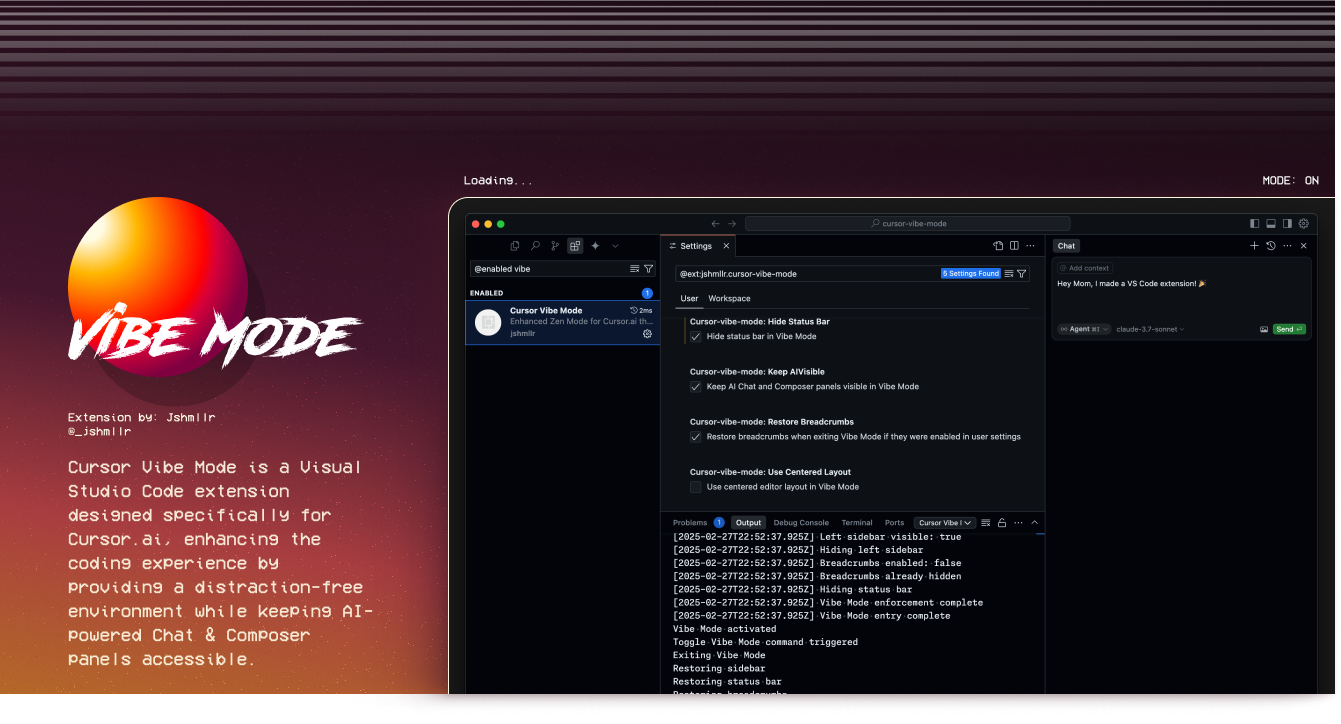 Loading...
MODE: ON
VIBE MODE
Extension by: Jshmllr
@_jshmllr
Cursor Vibe Mode is a Visual
Studio Code extension
designed specifically for
Cursor.ai, enhancing the
coding experience by
providing a distraction-free
environment while keeping AI-
powered Chat & Composer
panels accessible.
cursor-vibe-mode
@enabled vibe
ENABLED
1
Cursor Vibe Mode
2ms
Enhanced Zen Mode for Cursor.ai th...
jshmllr
Settings
@ext:jshmllr.cursor-vibe-mode
5 Settings Found
User Workspace
Cursor-vibe-mode: Hide Status Bar
Hide status bar in Vibe Mode
Cursor-vibe-mode: Keep AIVisible
Keep AI Chat and Composer panels visible in Vibe Mode
Cursor-vibe-mode: Restore Breadcrumbs
Restore breadcrumbs when exiting Vibe Mode if they were enabled in user settings
Cursor-vibe-mode: Use Centered Layout
Use centered editor layout in Vibe Mode
Problems 1 Output Debug Console Terminal Ports Cursor Vibe
[2025-02-27T22:52:37.925Z] Left sidebar visible: true
[2025-02-27T22:52:37.925Z] Hiding left sidebar
[2025-02-27T22:52:37.925Z] Breadcrumbs enabled: false
[2025-02-27T22:52:37.925Z] Breadcrumbs already hidden
[2025-02-27T22:52:37.925Z] Hiding status bar
[2025-02-27T22:52:37.925Z] Vibe Mode enforcement complete
[2025-02-27T22:52:37.925Z] Vibe Mode entry complete
Vibe Mode activated
Toggle Vibe Mode command triggered
Exiting Vibe Mode
Restoring sidebar
Restoring status bar
Restoring breadcrumbs
Chat
Add context
Hey Mom, I made a VS Code extension! 🎉
Agent ⌘I claude-3.7-sonnet
Send